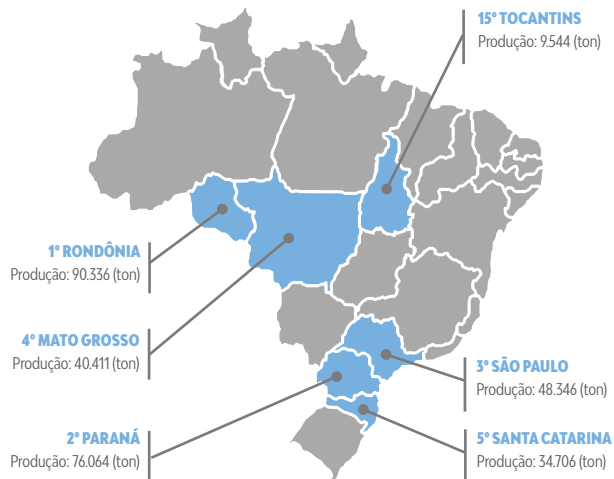 15º TOCANTINS
Produção: 9.544 (ton)
1º RONDÔNIA
Produção: 90.336 (ton)
4º MATO GROSSO
Produção: 40.411 (ton)
3º SÃO PAULO
Produção: 48.346 (ton)
2º PARANÁ
Produção: 76.064 (ton)
5º SANTA CATARINA
Produção: 34.706 (ton)